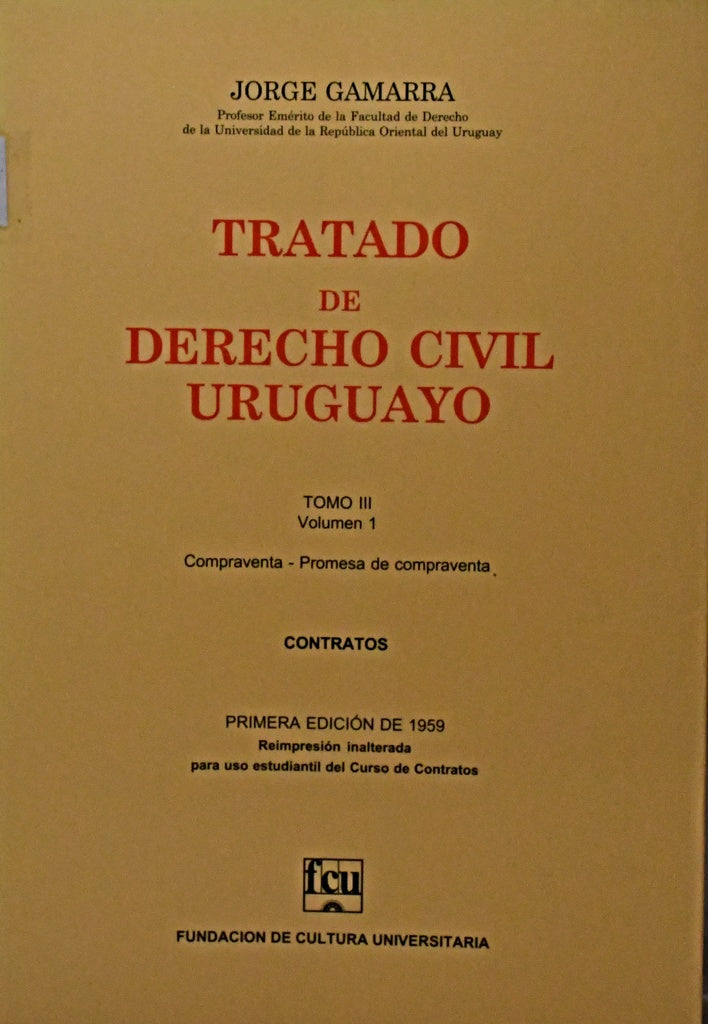 JORGE GAMARRA
Profesor Emérito de la Facultad de Derecho
de la Universidad de la República Oriental del Uruguay
TRATADO
DE
DERECHO CIVIL
URUGUAYO
TOMO III
Volumen 1
Compraventa - Promesa de compraventa
CONTRATOS
PRIMERA EDICIÓN DE 1959
Reimpresión inalterada
para uso estudiantil del Curso de Contratos
fcu
FUNDACION DE CULTURA UNIVERSITARIA